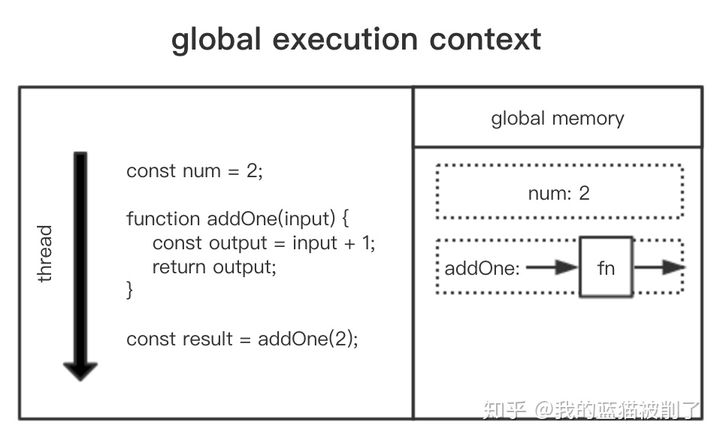 global execution context
global memory
thread
const num = 2;
function addOne(input) {
const output = input + 1;
return output;
}
const result = addOne(2);
num: 2
addOne:
fn
知乎 @我的蓝猫被削了